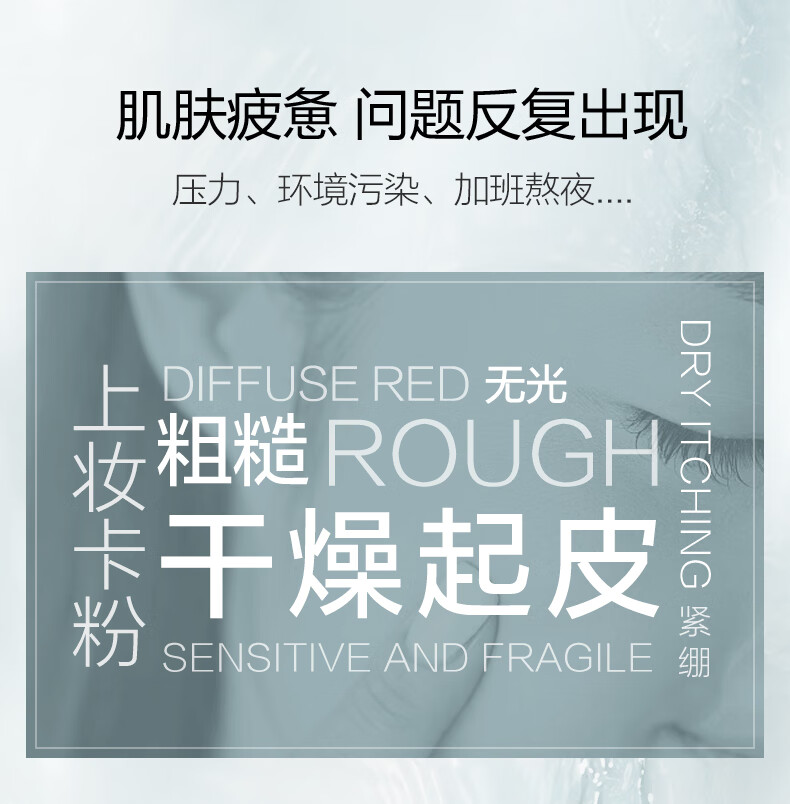 肌肤疲惫 问题反复出现
压力、环境污染、加班熬夜....
上妆卡粉
DIFFUSE RED 无光
粗糙 ROUGH
干燥起皮
SENSITIVE AND FRAGILE
DRY ITCHING 紧绷